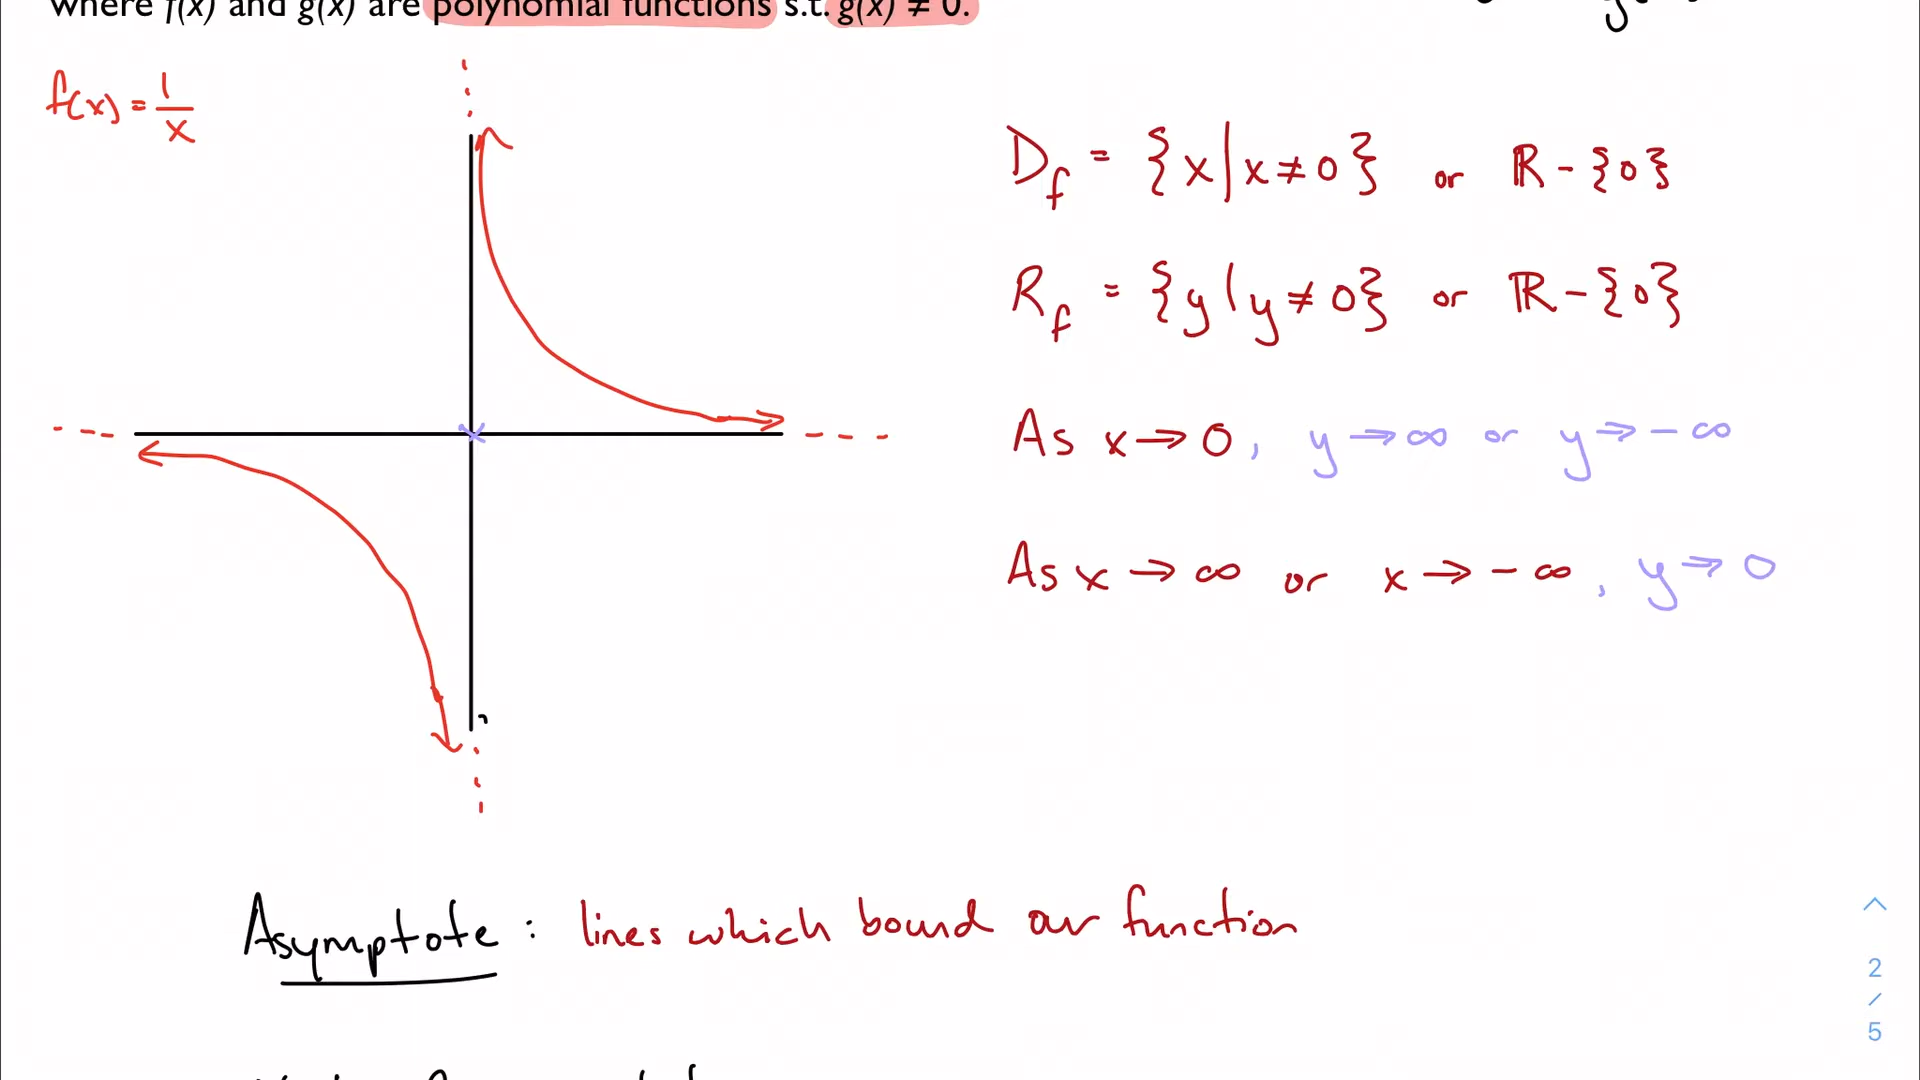 where f(x) and g(x) are polynomial functions s.t. g(x) ≠ 0.
f(x) = 1/x
D_f = {x | x ≠ 0} or ℝ - {0}
R_f = {y | y ≠ 0} or ℝ - {0}
As x → 0, y → ∞ or y → - ∞
As x → ∞ or x → - ∞, y → 0
Asymptote : lines which bound our function
2
/
5